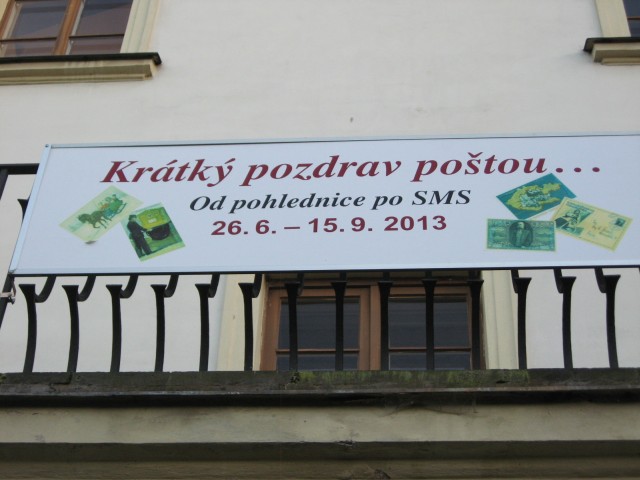 Krátký pozdrav poštou...
Od pohlednice po SMS
26. 6. – 15. 9. 2013